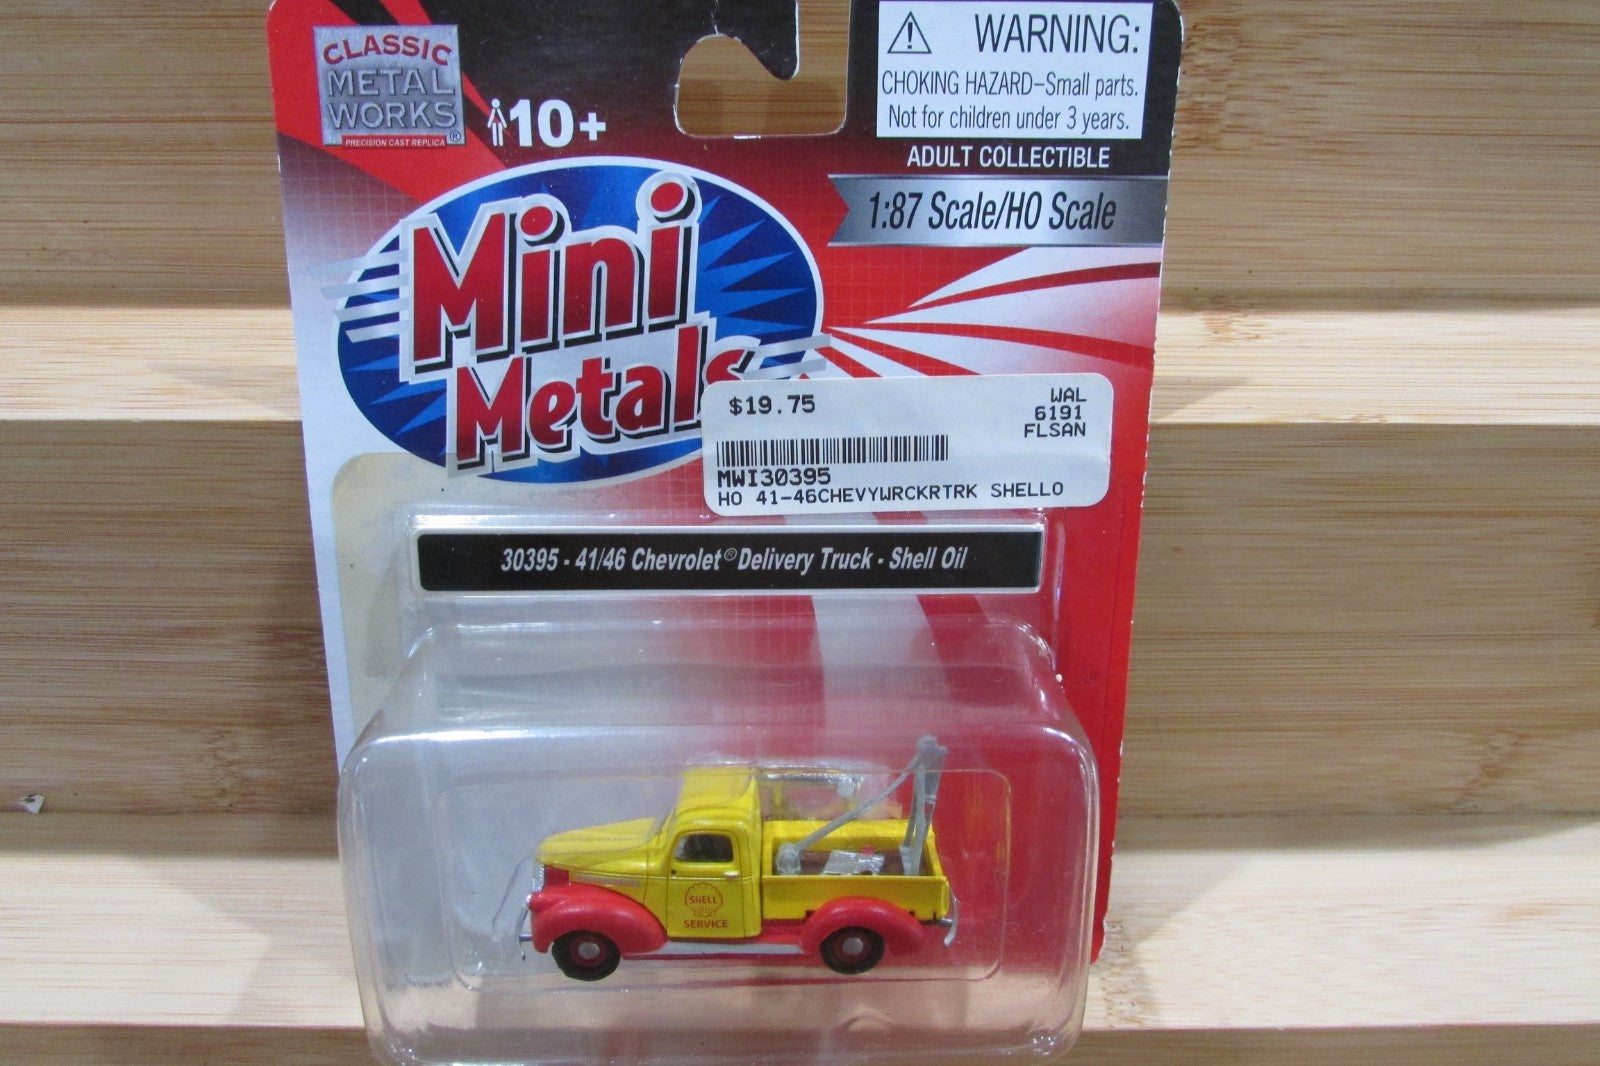 CLASSIC
METAL
WORKS®
PRECISION CAST REPLICA
10+
WARNING:
CHOKING HAZARD–Small parts.
Not for children under 3 years.
ADULT COLLECTIBLE
1:87 Scale/HO Scale
Mini
Metals
$19.75
WAL
6191
FLSAN
MWI30395
HO 41-46CHEVYWRCKRTRK SHELLO
30395 - 41/46 Chevrolet® Delivery Truck - Shell Oil
SHELL
SERVICE